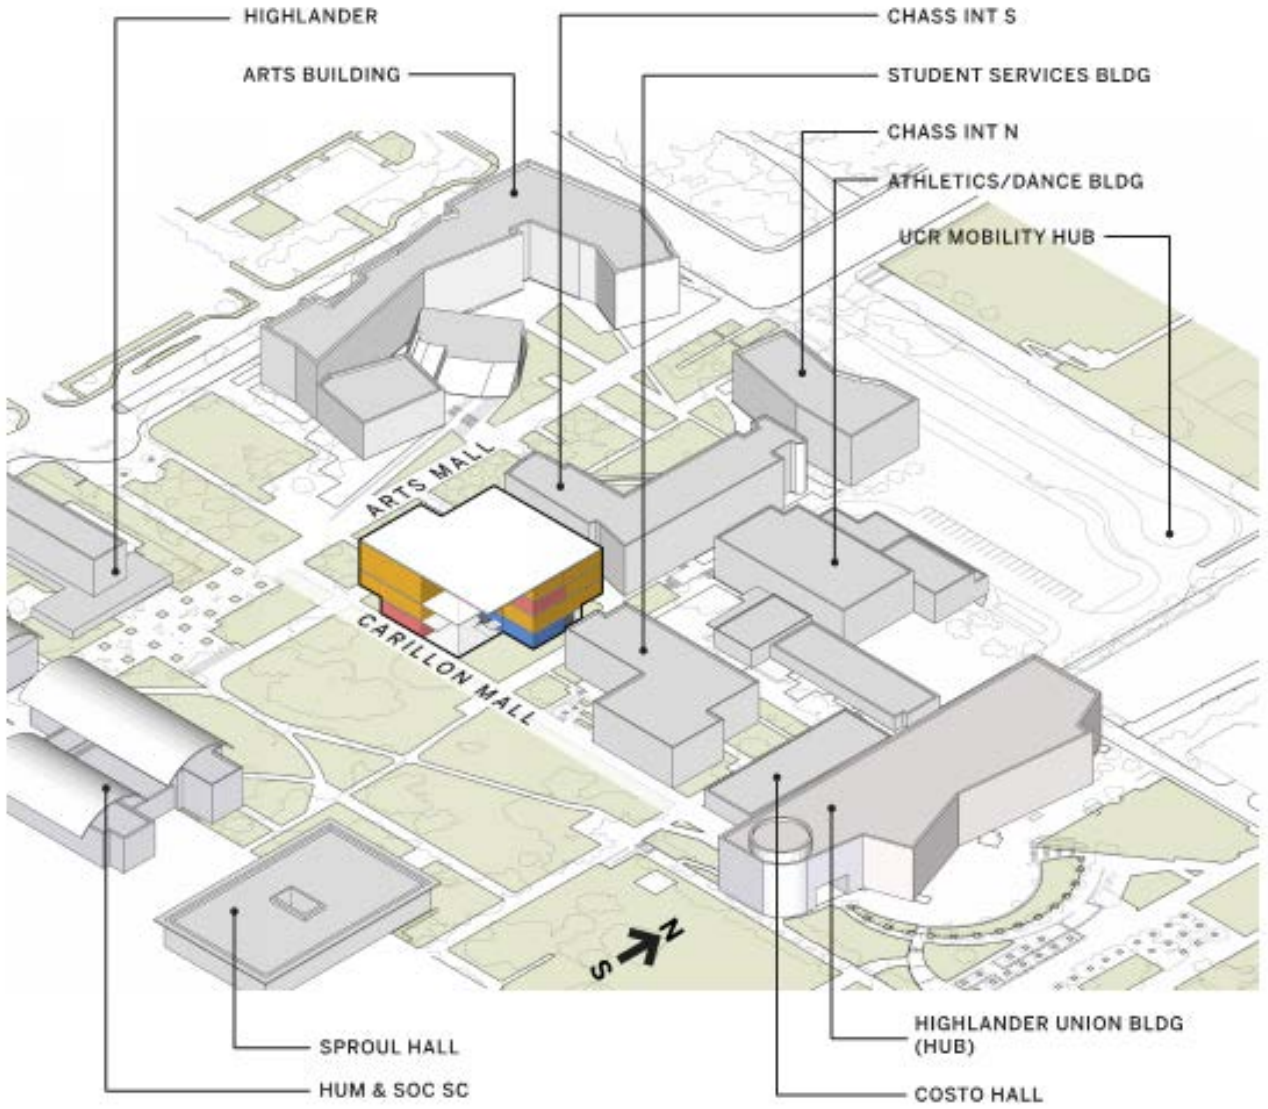 HIGHLANDER
CHASS INT S
ARTS BUILDING
STUDENT SERVICES BLDG
CHASS INT N
ATHLETICS/DANCE BLDG
UCR MOBILITY HUB
ARTS MALL
CARILLON MALL
N
S
HIGHLANDER UNION BLDG
(HUB)
SPROUL HALL
HUM & SOC SC
COSTO HALL